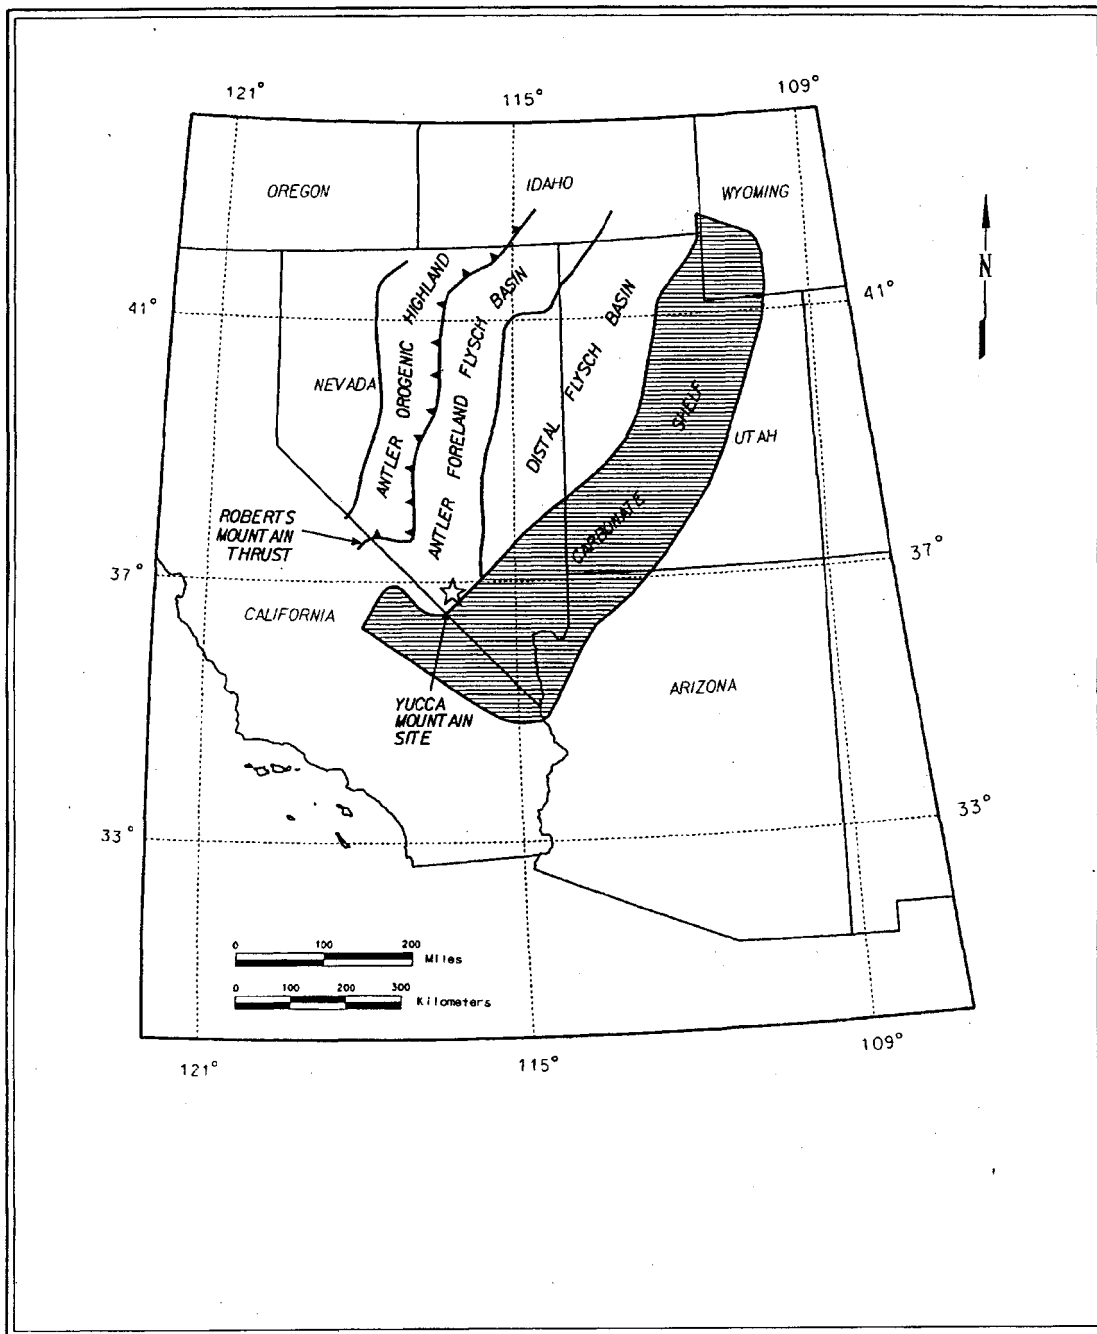 121°
115°
109°
OREGON
IDAHO
WYOMING
N
41°
41°
NEVADA
ANTLER OROGENIC HIGHLAND
ANTLER FORELAND FLYSCH BASIN
DISTAL FLYSCH BASIN
CARBONATE SHELF
UTAH
ROBERTS
MOUNTAIN
THRUST
37°
37°
CALIFORNIA
YUCCA
MOUNTAIN
SITE
ARIZONA
33°
33°
0 100 200
Miles
0 100 200 300
Kilometers
121°
115°
109°